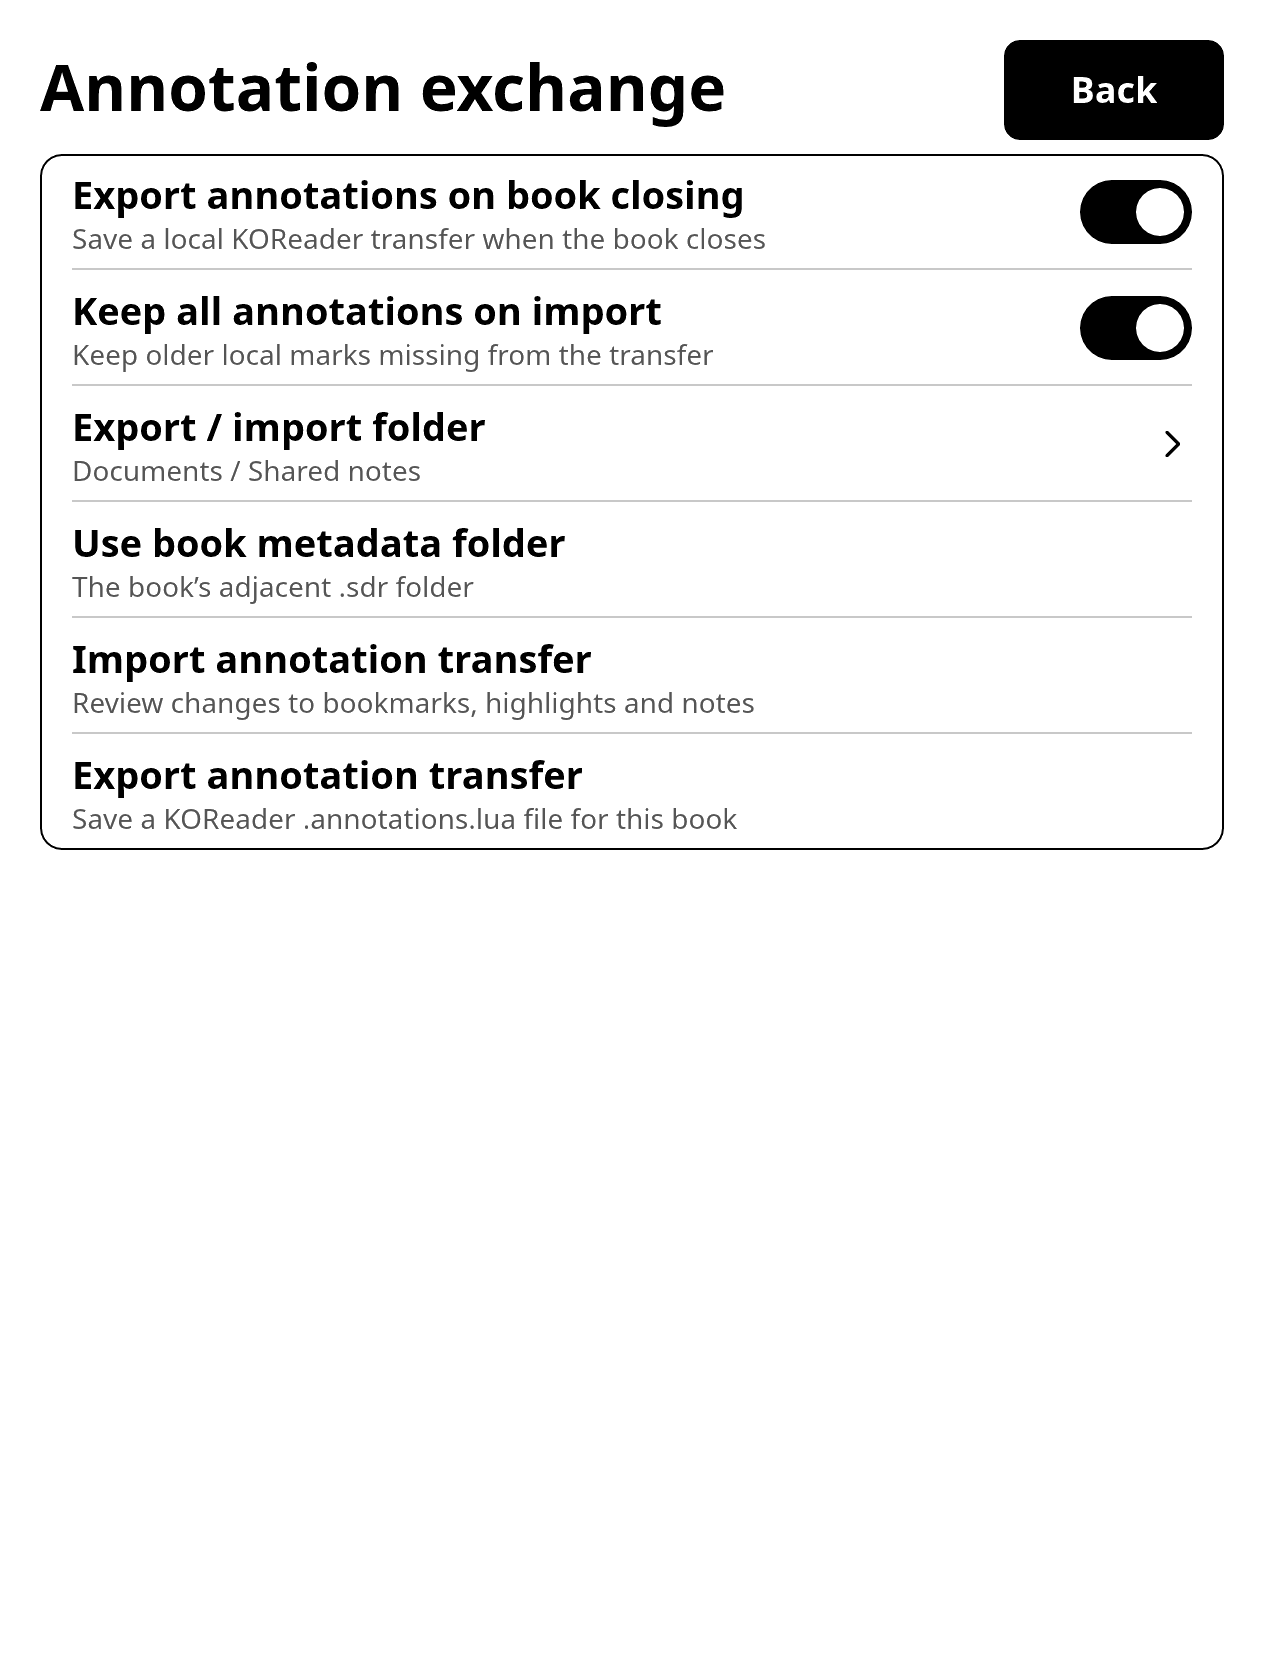 Annotation exchange
Back
Export annotations on book closing
Save a local KOReader transfer when the book closes
Keep all annotations on import
Keep older local marks missing from the transfer
Export / import folder
Documents / Shared notes
Use book metadata folder
The book’s adjacent .sdr folder
Import annotation transfer
Review changes to bookmarks, highlights and notes
Export annotation transfer
Save a KOReader .annotations.lua file for this book